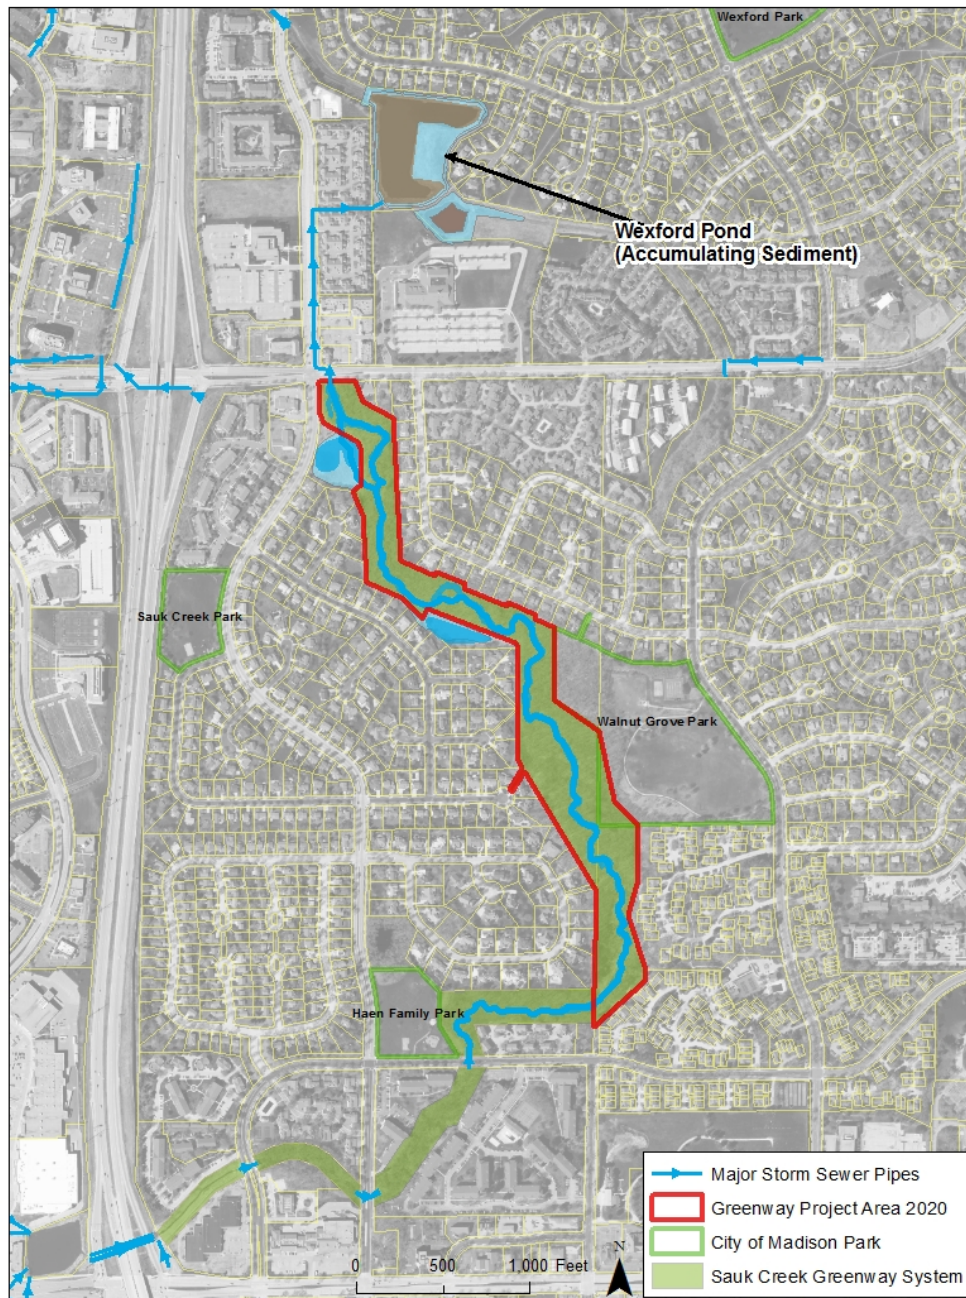 Wexford Park
Wexford Pond
(Accumulating Sediment)
Sauk Creek Park
Walnut Grove Park
Haen Family Park
Major Storm Sewer Pipes
Greenway Project Area 2020
City of Madison Park
Sauk Creek Greenway System
N
0 500 1,000 Feet